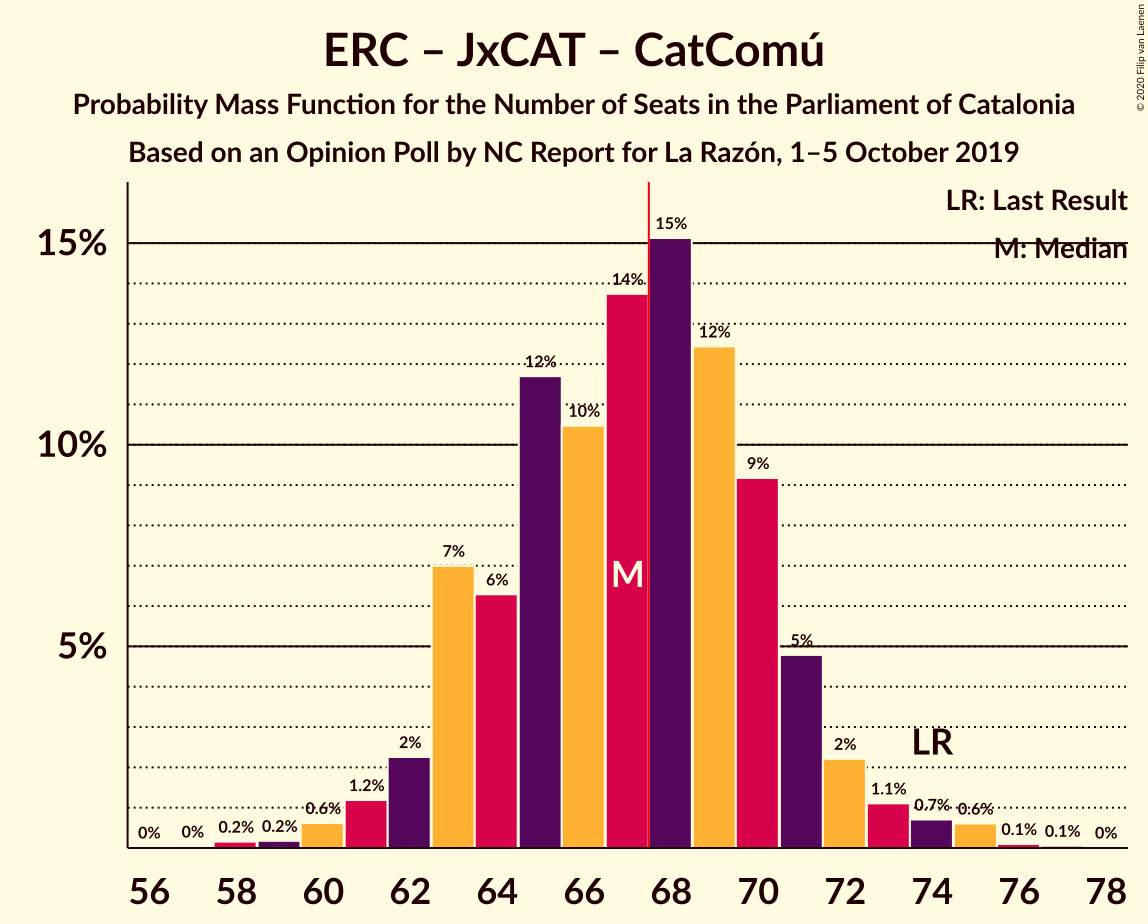 ERC – JxCAT – CatComú
Probability Mass Function for the Number of Seats in the Parliament of Catalonia
Based on an Opinion Poll by NC Report for La Razón, 1–5 October 2019
© 2020 Filip van Laenen
LR: Last Result
M: Median
15%
10%
5%
0%
0%
0.2%
0.2%
0.6%
1.2%
2%
7%
6%
12%
10%
14%
15%
12%
9%
5%
2%
1.1%
0.7%
0.6%
0.1%
0.1%
0%
M
LR
56 58 60 62 64 66 68 70 72 74 76 78